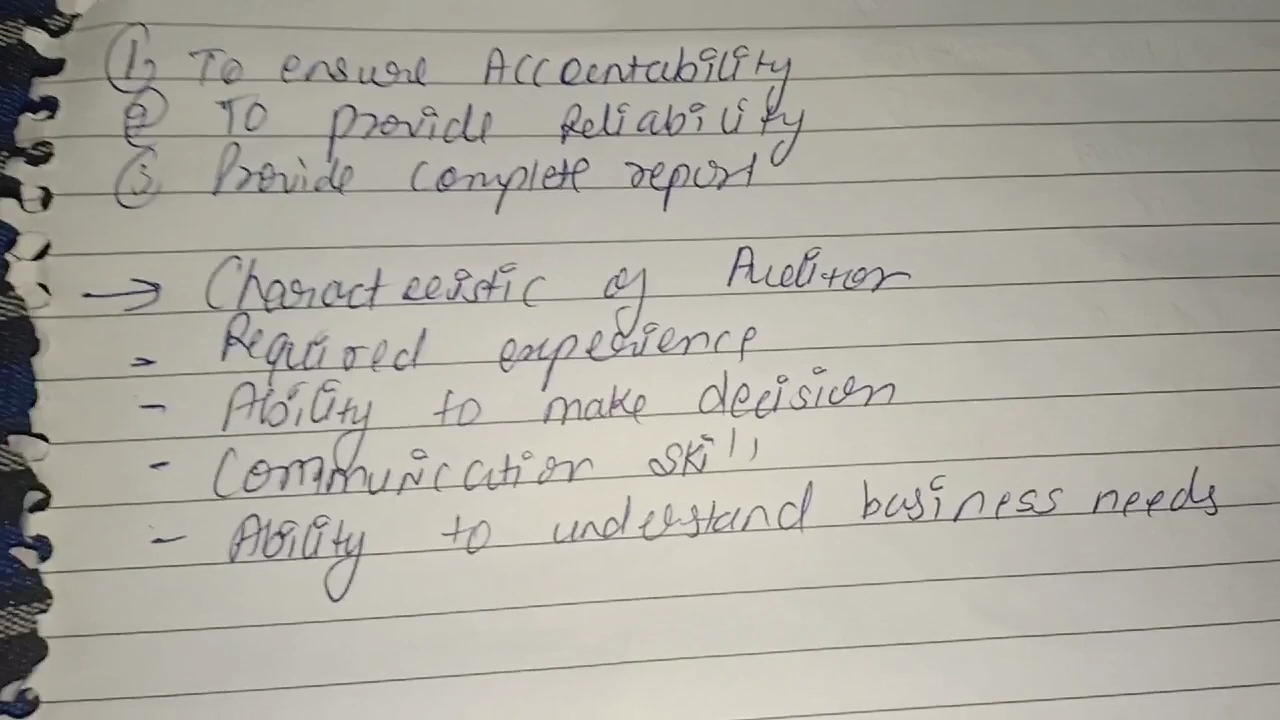 ① To ensure Accountability
② To provide Reliability
③ Provide complete report
→ Characteristic of Auditor
- Required experience
- Ability to make decision
- Communication skill
- Ability to understand business needs